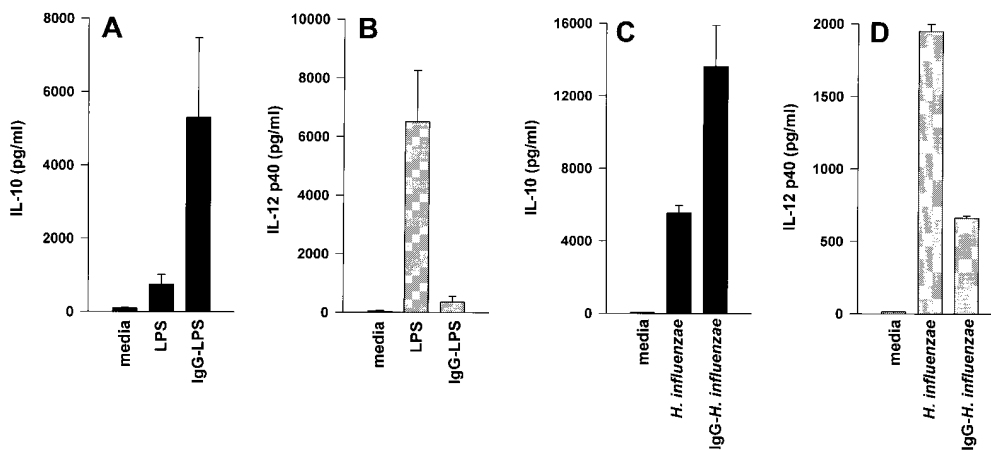 A
IL-10 (pg/ml)
8000
6000
4000
2000
0
media
LPS
IgG-LPS
B
IL-12 p40 (pg/ml)
10000
8000
6000
4000
2000
0
media
LPS
IgG-LPS
C
IL-10 (pg/ml)
16000
12000
8000
4000
0
media
H. influenzae
IgG-H. influenzae
D
IL-12 p40 (pg/ml)
2000
1500
1000
500
0
media
H. influenzae
IgG-H. influenzae